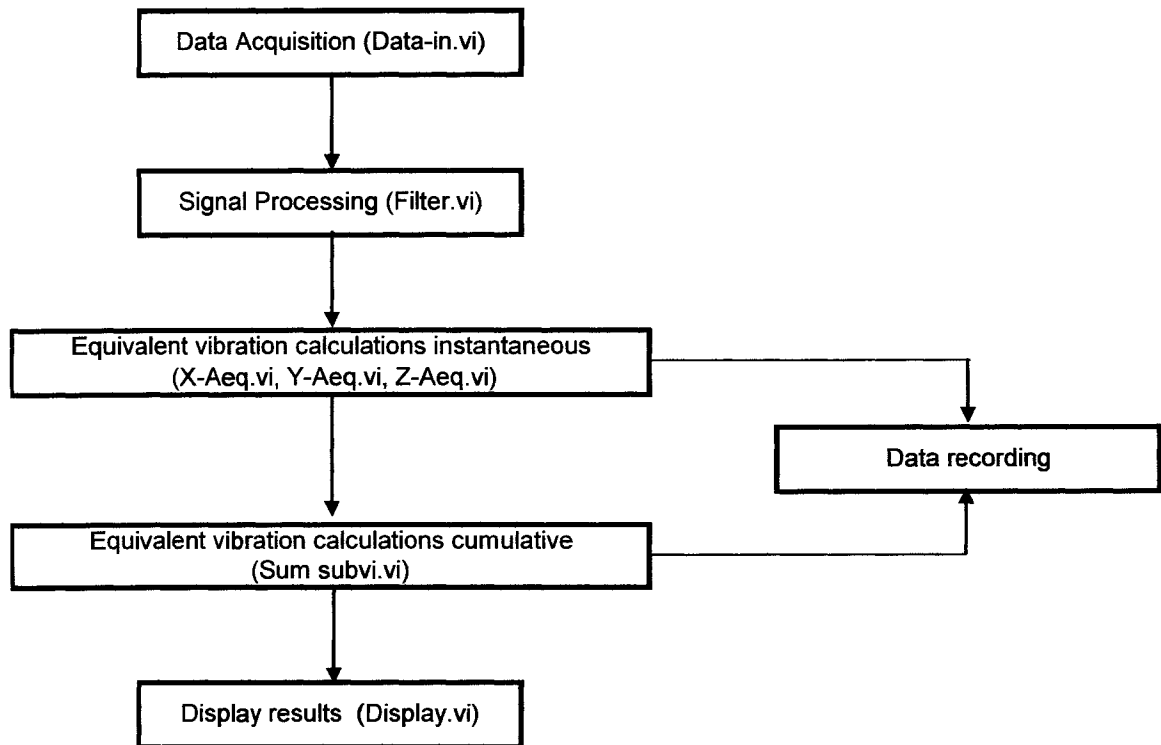 Data Acquisition (Data-in.vi)
Signal Processing (Filter.vi)
Equivalent vibration calculations instantaneous
(X-Aeq.vi, Y-Aeq.vi, Z-Aeq.vi)
Data recording
Equivalent vibration calculations cumulative
(Sum subvi.vi)
Display results (Display.vi)